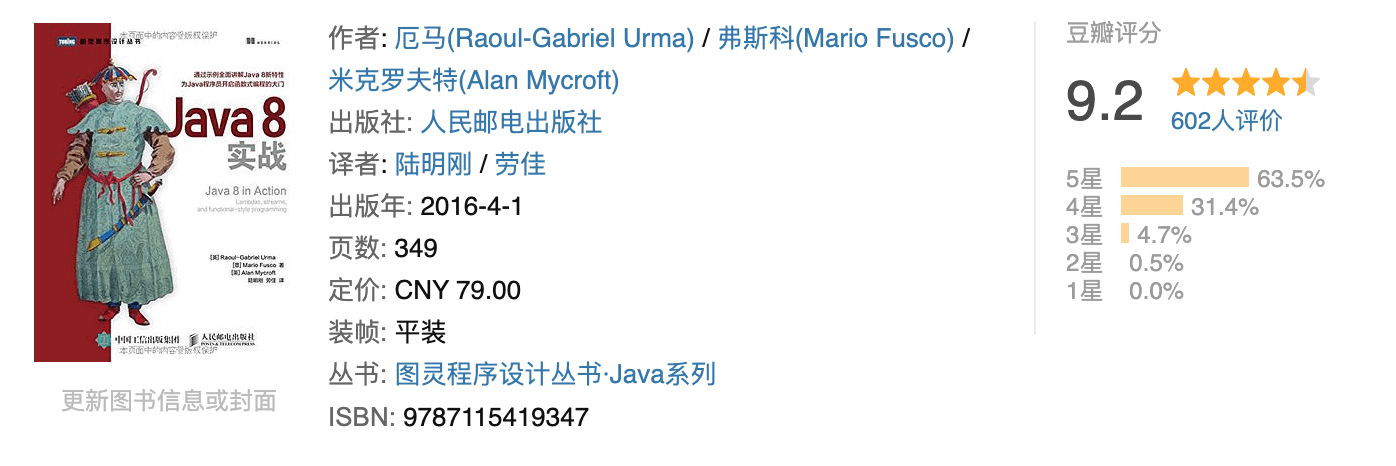 本页面中的内容受版权保护
TURING 图灵程序设计丛书
MANNING
通过示例全面讲解Java 8新特性
为Java程序员开启函数式编程的大门
Java 8
实战
Java 8 in Action
Lambdas, streams,
and functional-style programming
[英] Raoul-Gabriel Urma
[意] Mario Fusco 著
[英] Alan Mycroft
陆明刚 劳佳 译
中国工信出版集团 人民邮电出版社
POSTS & TELECOM PRESS
本页面中的内容受版权保护
更新图书信息或封面
作者: 厄马(Raoul-Gabriel Urma) / 弗斯科(Mario Fusco) /
米克罗夫特(Alan Mycroft)
出版社: 人民邮电出版社
译者: 陆明刚 / 劳佳
出版年: 2016-4-1
页数: 349
定价: CNY 79.00
装帧: 平装
丛书: 图灵程序设计丛书·Java系列
ISBN: 9787115419347
豆瓣评分
9.2
602人评价
5星 63.5%
4星 31.4%
3星 4.7%
2星 0.5%
1星 0.0%